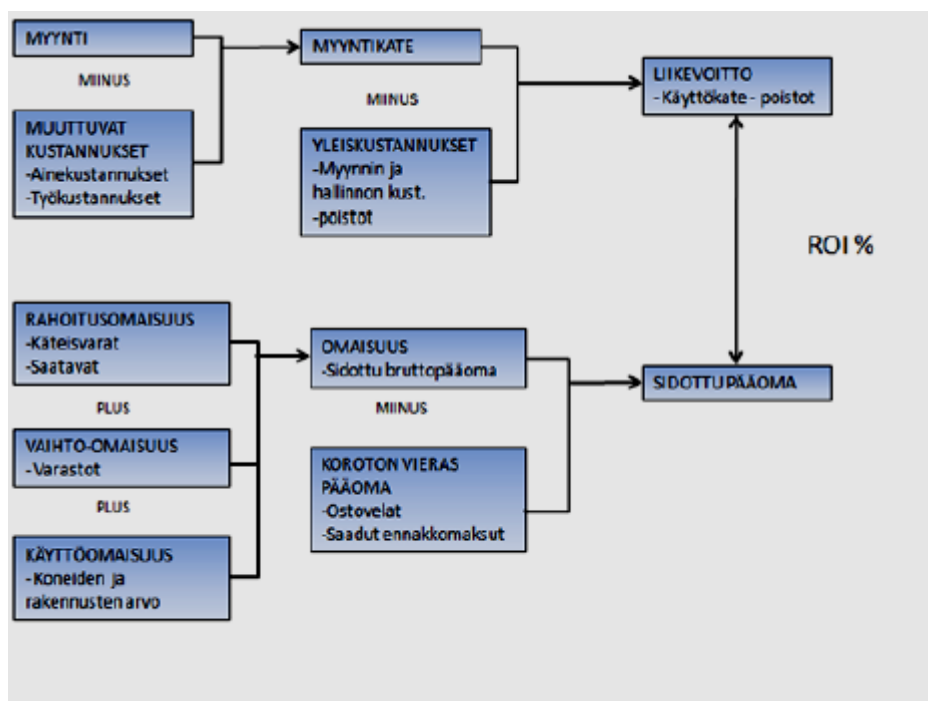 MYYNTI
MIINUS
MUUTTUVAT
KUSTANNUKSET
-Ainekustannukset
-Työkustannukset
MYYNTIKATE
MIINUS
YLEISKUSTANNUKSET
-Myynnin ja
hallinnon kust.
-poistot
LIIKEVOITTO
-Käyttökate - poistot
ROI %
RAHOITUSOMAISUUS
-Käteisvarat
-Saatavat
PLUS
VAIHTO-OMAISUUS
-Varastot
PLUS
KÄYTTÖOMAISUUS
-Koneiden ja
rakennusten arvo
OMAISUUS
-Sidottu bruttopääoma
MIINUS
KOROTON VIERAS
PÄÄOMA
-Ostovelat
-Saadut ennakkomaksut
SIDOTTU PÄÄOMA